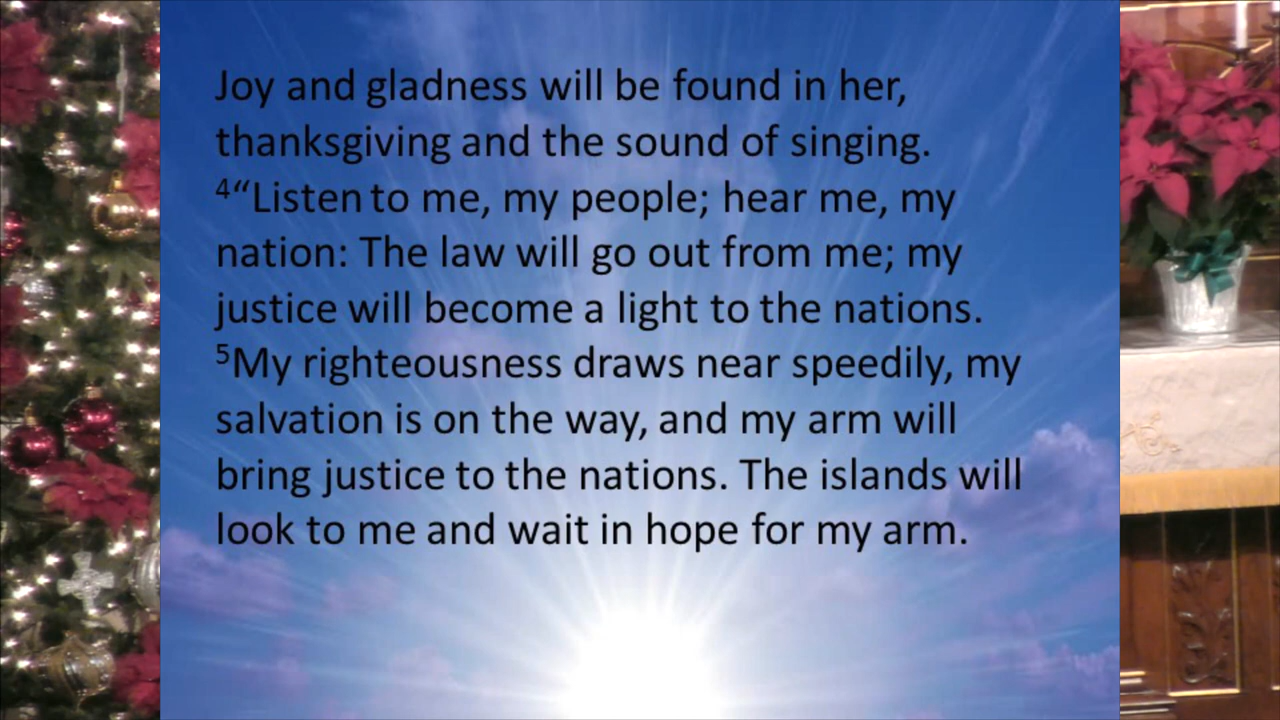 Joy and gladness will be found in her,
thanksgiving and the sound of singing.
⁴“Listen to me, my people; hear me, my
nation: The law will go out from me; my
justice will become a light to the nations.
⁵My righteousness draws near speedily, my
salvation is on the way, and my arm will
bring justice to the nations. The islands will
look to me and wait in hope for my arm.